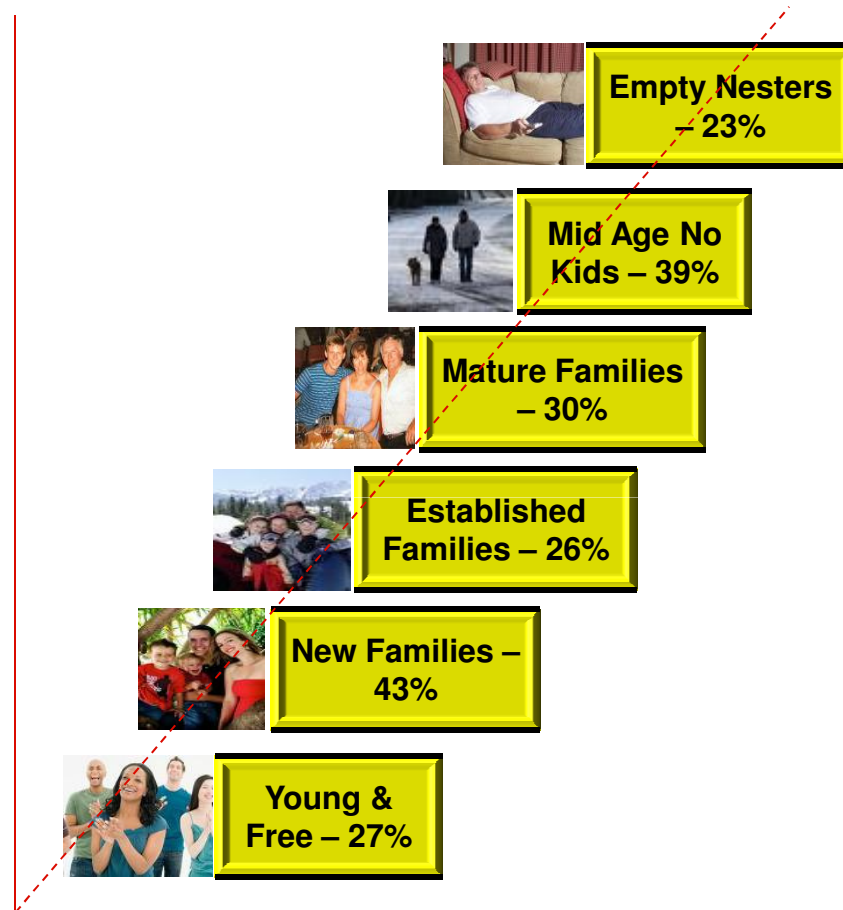 Empty Nesters
– 23%
Mid Age No
Kids – 39%
Mature Families
– 30%
Established
Families – 26%
New Families –
43%
Young &
Free – 27%